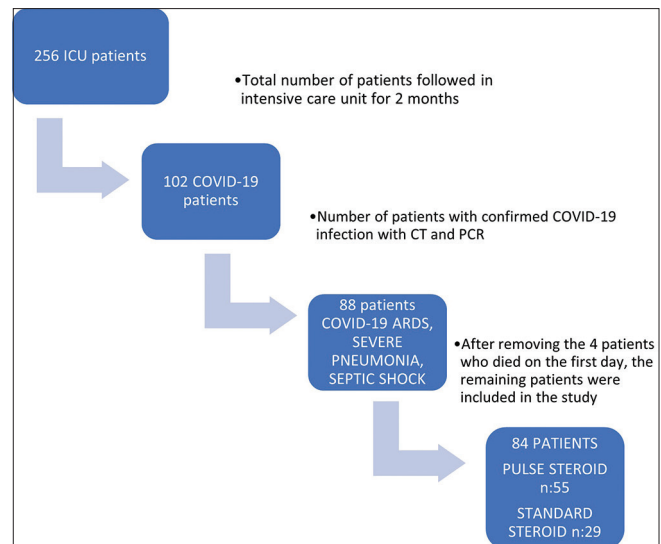 256 ICU patients
•Total number of patients followed in
intensive care unit for 2 months
102 COVID-19
patients
•Number of patients with confirmed COVID-19
infection with CT and PCR
88 patients
COVID-19 ARDS,
SEVERE
PNEUMONIA,
SEPTIC SHOCK
•After removing the 4 patients
who died on the first day, the
remaining patients were
included in the study
84 PATIENTS
PULSE STEROID
n:55
STANDARD
STEROID n:29